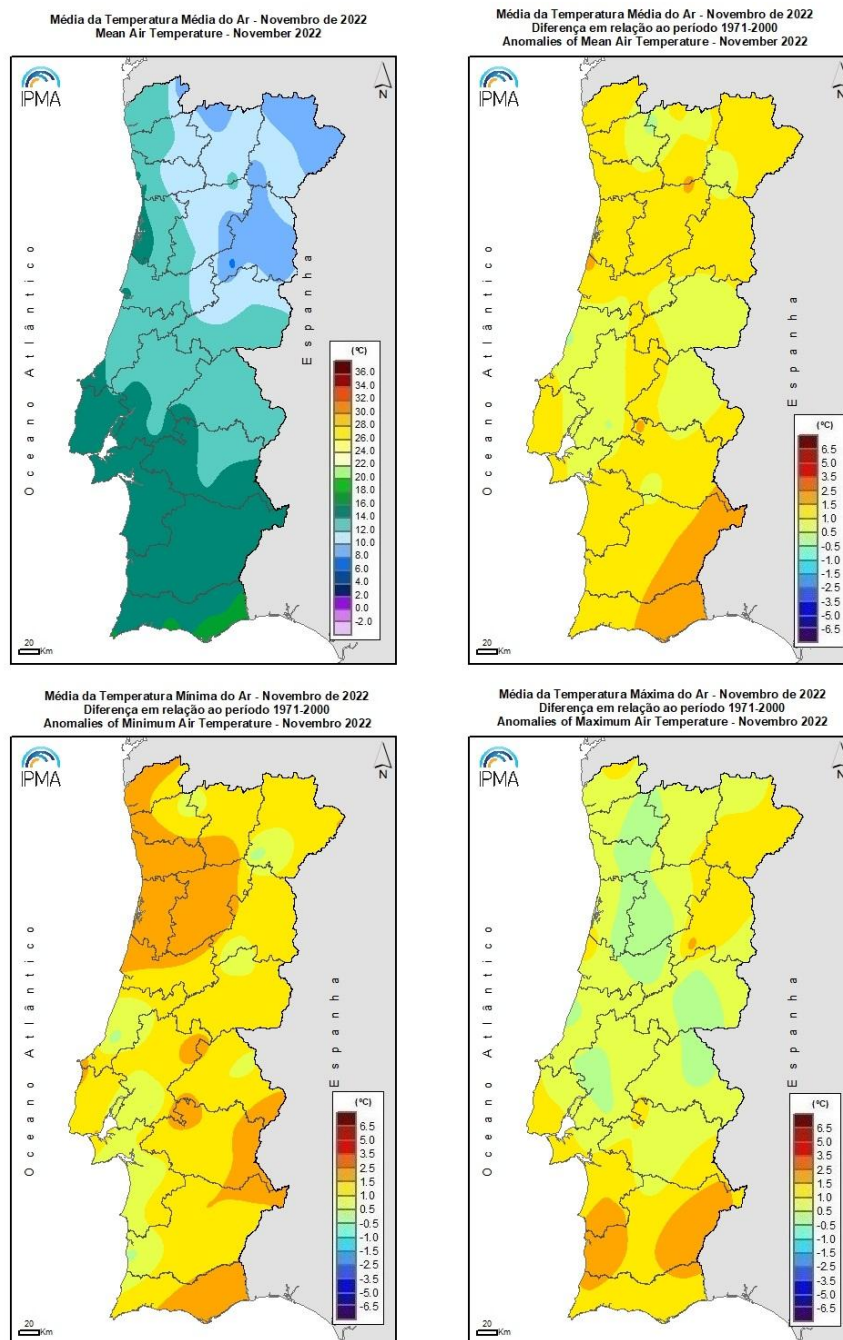 Média da Temperatura Média do Ar - Novembro de 2022
Mean Air Temperature - November 2022
IPMA
N
Oceano Atlântico
Espanha
(ºC)
36.0
34.0
32.0
30.0
28.0
26.0
24.0
22.0
20.0
18.0
16.0
14.0
12.0
10.0
8.0
6.0
4.0
2.0
0.0
-2.0
20
Km
Média da Temperatura Média do Ar - Novembro de 2022
Diferença em relação ao período 1971-2000
Anomalies of Mean Air Temperature - November 2022
IPMA
N
Oceano Atlântico
Espanha
(ºC)
6.5
5.0
3.5
2.5
1.5
1.0
0.5
-0.5
-1.0
-1.5
-2.5
-3.5
-5.0
-6.5
20
Km
Média da Temperatura Mínima do Ar - Novembro de 2022
Diferença em relação ao período 1971-2000
Anomalies of Minimum Air Temperature - Novembro 2022
IPMA
N
Oceano Atlântico
Espanha
(ºC)
6.5
5.0
3.5
2.5
1.5
1.0
0.5
-0.5
-1.0
-1.5
-2.5
-3.5
-5.0
-6.5
20
Km
Média da Temperatura Máxima do Ar - Novembro de 2022
Diferença em relação ao período 1971-2000
Anomalies of Maximum Air Temperature - Novembro 2022
IPMA
N
Oceano Atlântico
Espanha
(ºC)
6.5
5.0
3.5
2.5
1.5
1.0
0.5
-0.5
-1.0
-1.5
-2.5
-3.5
-5.0
-6.5
20
Km